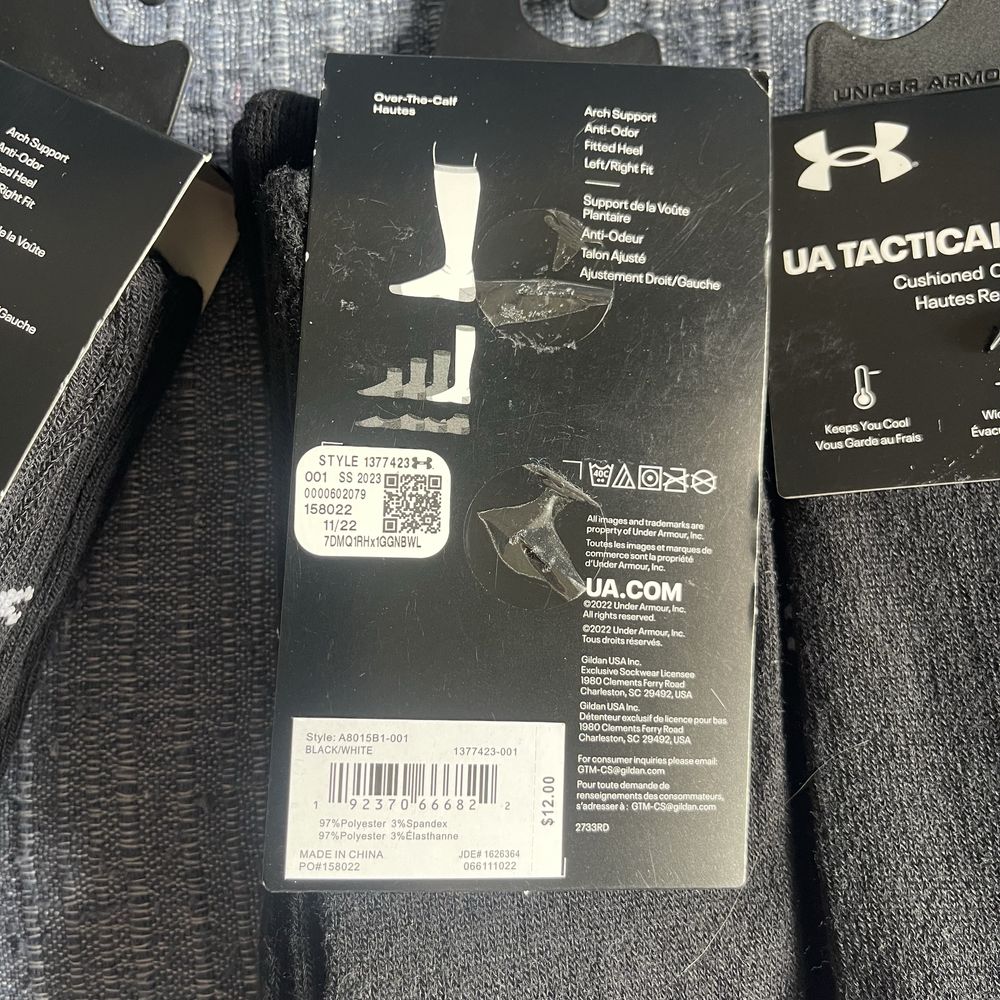 Arch Support
Anti-Odor
Right Fit
de la Voûte
Gauche
Over-The-Calf
Hautes
Arch Support
Anti-Odor
Fitted Heel
Left/Right Fit
Support de la Voûte
Plantaire
Anti-Odeur
Talon Ajusté
Ajustement Droit/Gauche
STYLE 1377423
001 SS 2023
0000602079
158022
11/22
7DMQ1RHx1GGNBWL
40C
All images and trademarks are
property of Under Armour, Inc.
Toutes les images et marques de
commerce sont la propriété
d'Under Armour, Inc.
UA.COM
©2022 Under Armour, Inc.
All rights reserved.
©2022 Under Armour, Inc.
Tous droits réservés.
Gildan USA Inc.
Exclusive Sockwear Licensee
1980 Clements Ferry Road
Charleston, SC 29492, USA
Gildan USA Inc.
Détenteur exclusif de licence pour bas
1980 Clements Ferry Road
Charleston, SC 29492, USA
For consumer inquiries please email:
GTM-CS@gildan.com
Pour toute demande de
renseignements des consommateurs,
s'adresser à : GTM-CS@gildan.com
2733RD
Style: A8015B1-001
BLACK/WHITE 1377423-001
1 92370 66682 2
97%Polyester 3%Spandex
97%Polyester 3%Élasthanne
MADE IN CHINA JDE# 1626364
PO#158022 066111022
$12.00
UNDER ARMO
UA TACTICAL
Cushioned
Hautes
Keeps You Cool
Vous Garde au Frais